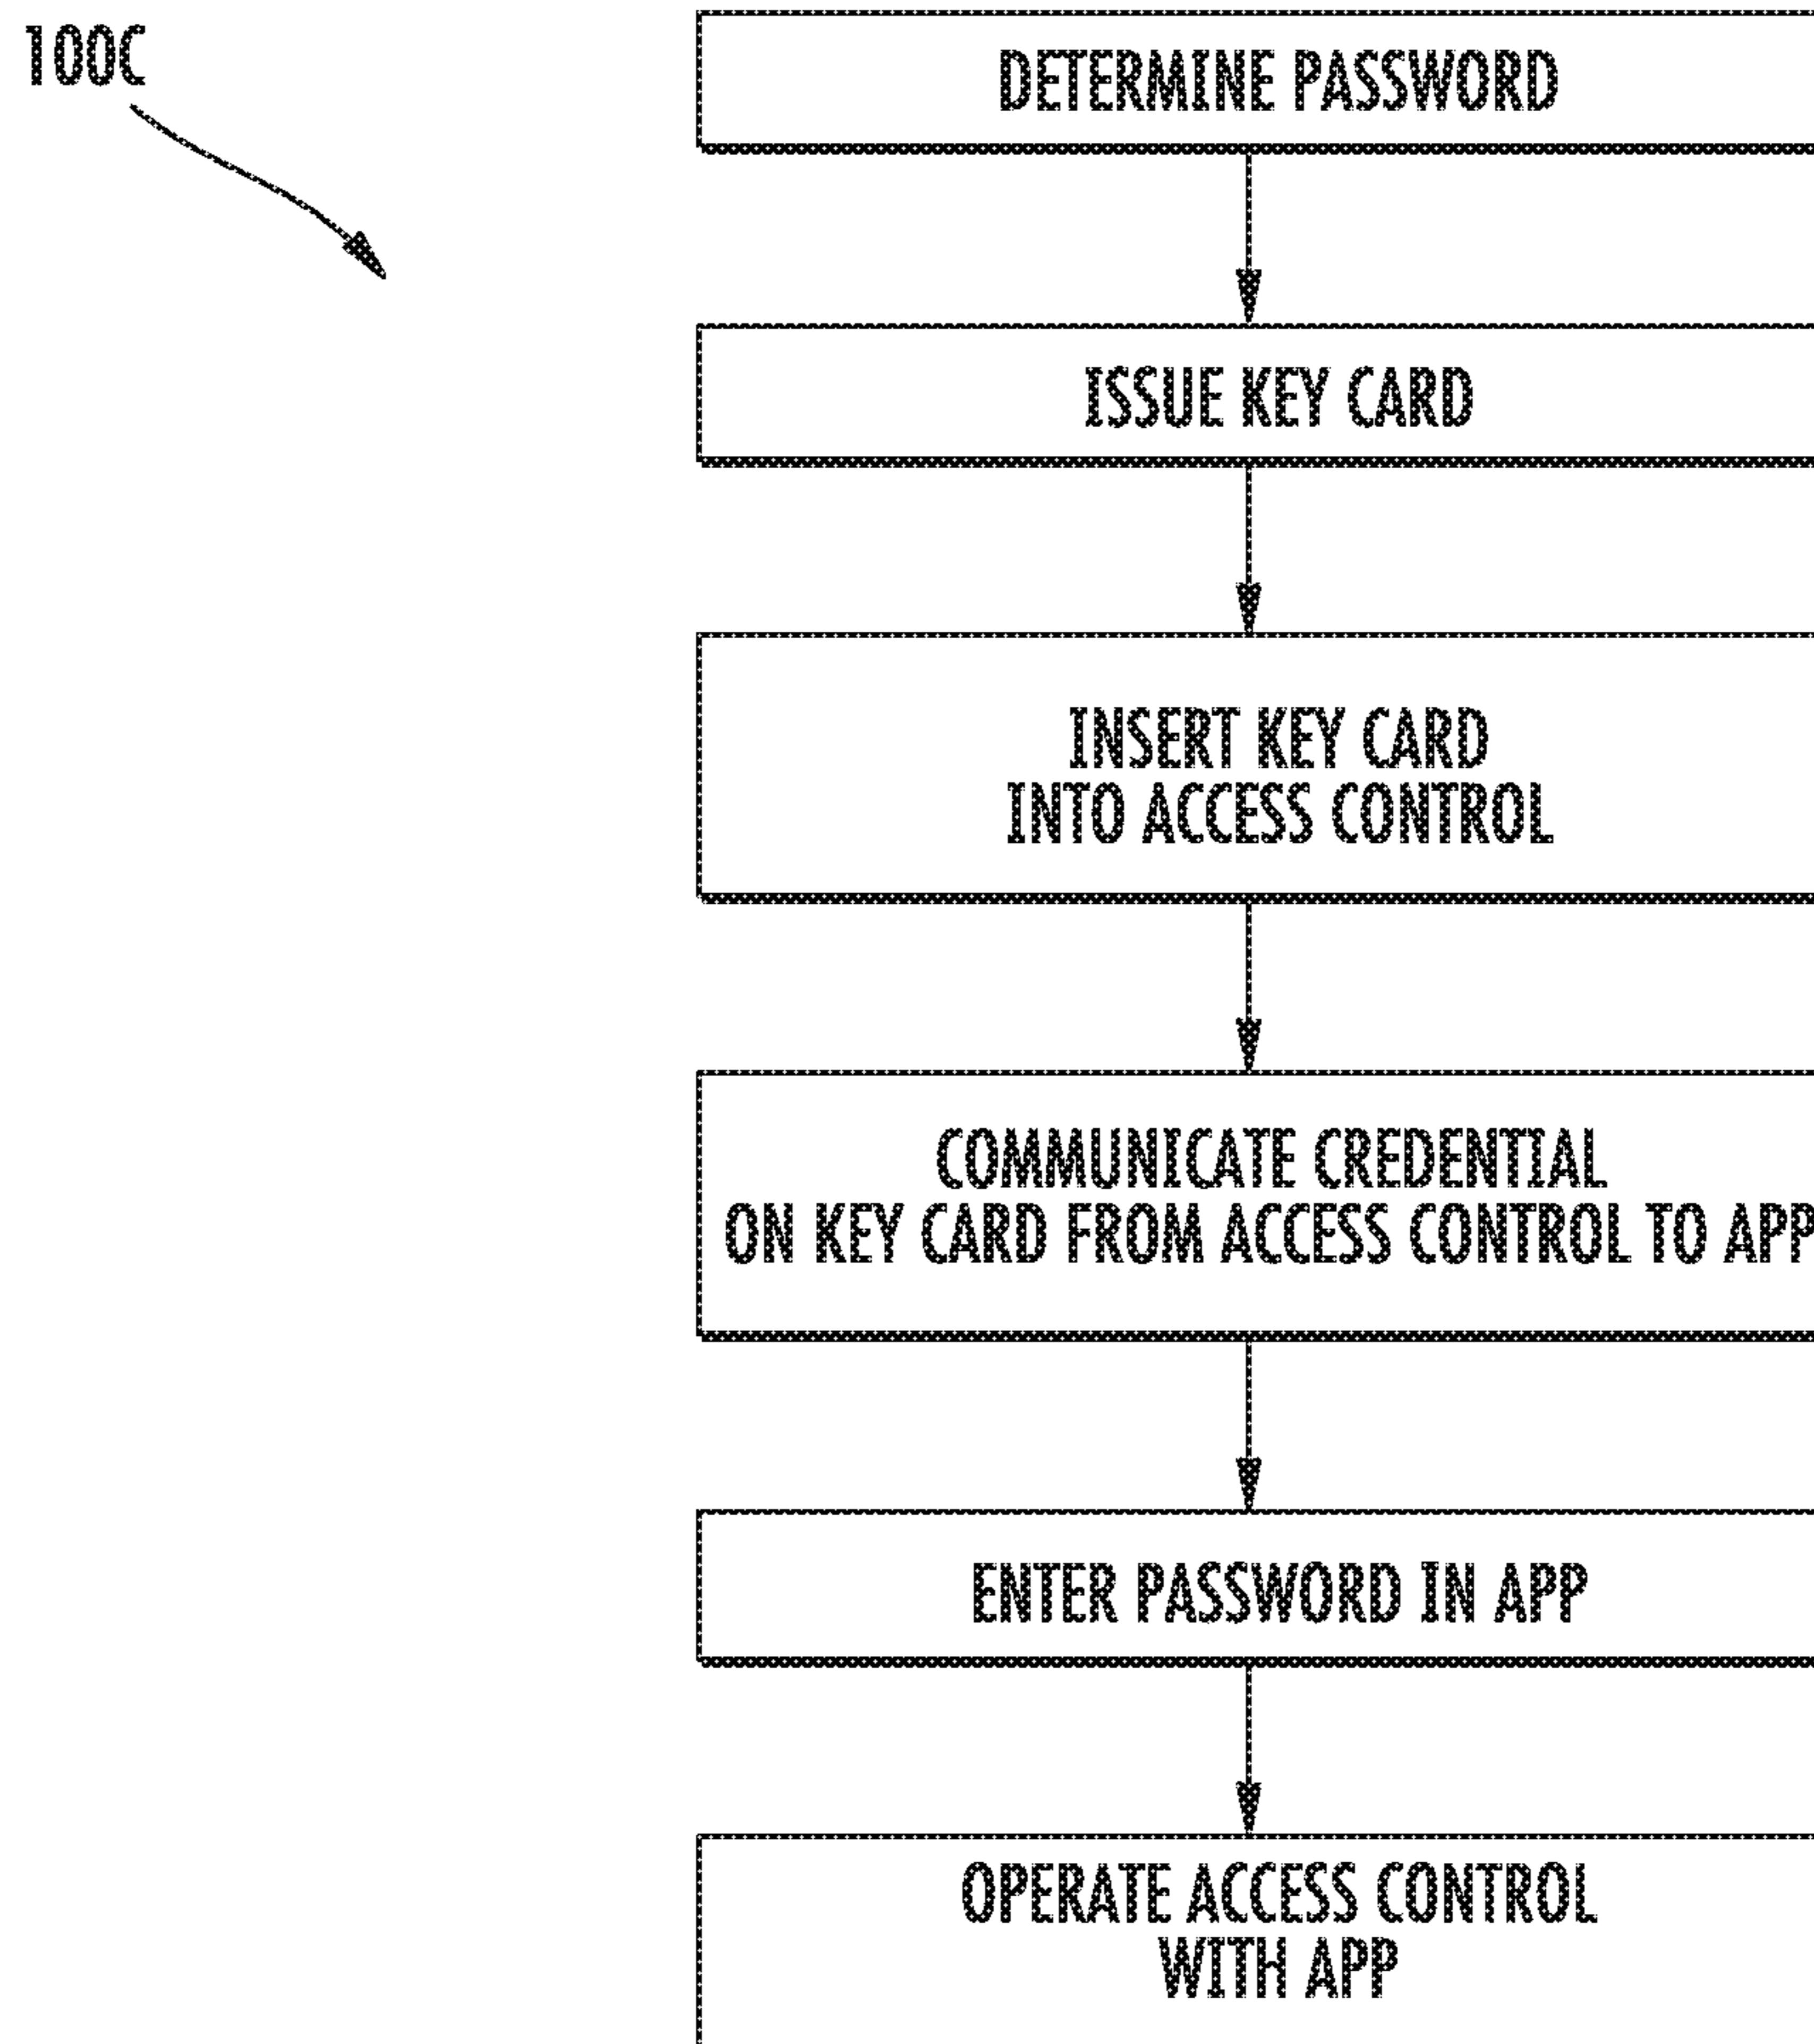 100C
DETERMINE PASSWORD
ISSUE KEY CARD
INSERT KEY CARD
INTO ACCESS CONTROL
COMMUNICATE CREDENTIAL
ON KEY CARD FROM ACCESS CONTROL TO APP
ENTER PASSWORD IN APP
OPERATE ACCESS CONTROL
WITH APP